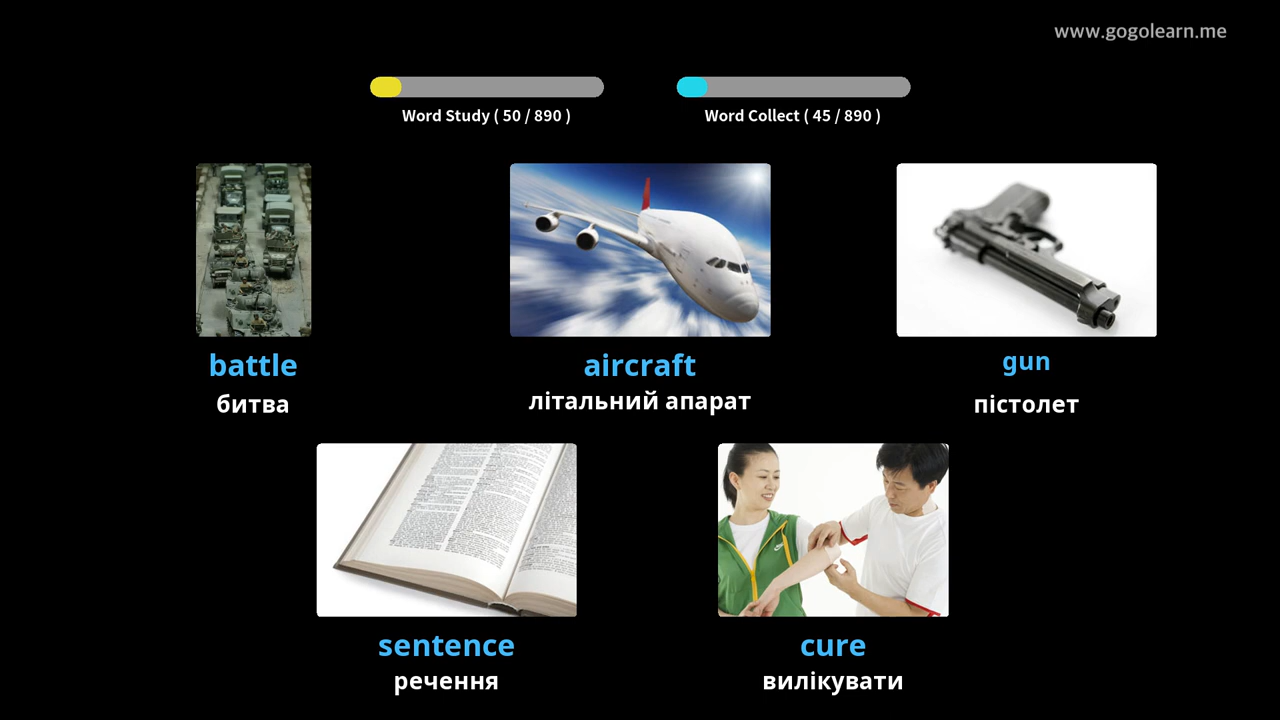 www.gogolearn.me
Word Study ( 50 / 890 )
Word Collect ( 45 / 890 )
battle
битва
aircraft
літальний апарат
gun
пістолет
sentence
речення
cure
вилікувати